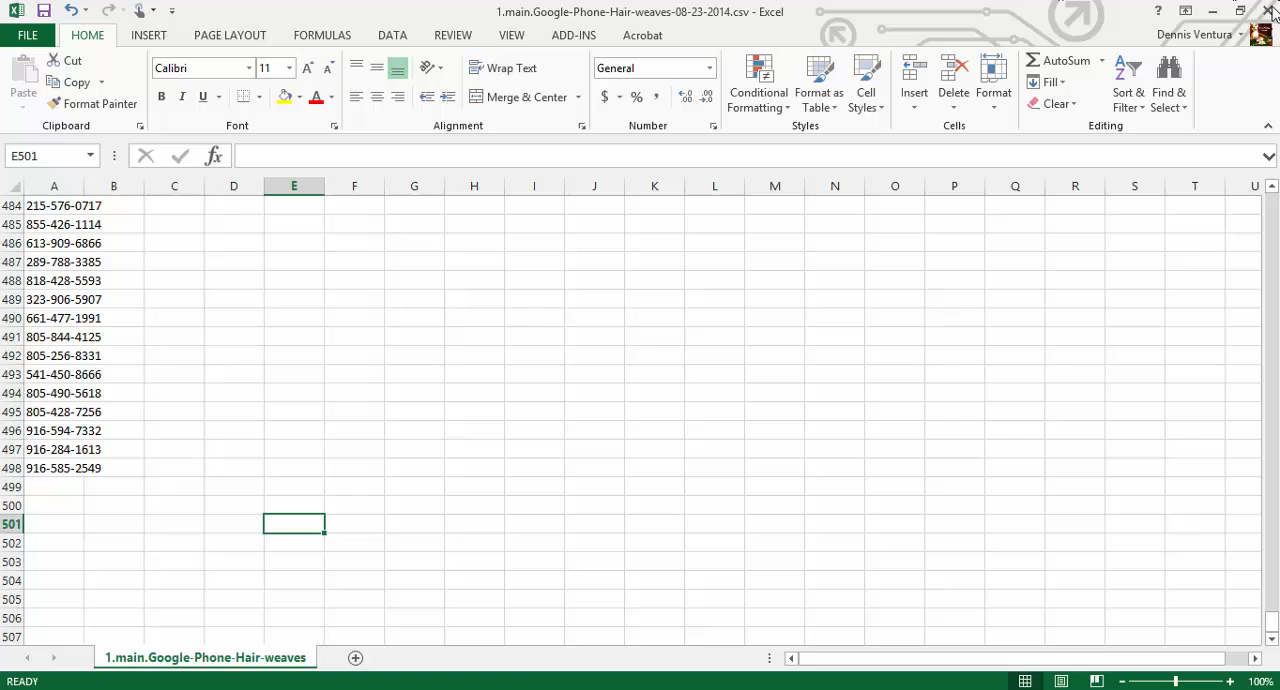 1.main.Google-Phone-Hair-weaves-08-23-2014.csv - Excel
?
FILE HOME INSERT PAGE LAYOUT FORMULAS DATA REVIEW VIEW ADD-INS Acrobat Dennis Ventura
Paste
Cut
Copy
Format Painter
Clipboard
Calibri 11
B I U
Font
Wrap Text
Merge & Center
Alignment
General
$ % ,
Number
Conditional Formatting
Format as Table
Cell Styles
Styles
Insert
Delete
Format
Cells
AutoSum
Fill
Clear
Sort & Filter
Find & Select
Editing
E501 fx
A B C D E F G H I J K L M N O P Q R S T U
484 215-576-0717
485 855-426-1114
486 613-909-6866
487 289-788-3385
488 818-428-5593
489 323-906-5907
490 661-477-1991
491 805-844-4125
492 805-256-8331
493 541-450-8666
494 805-490-5618
495 805-428-7256
496 916-594-7332
497 916-284-1613
498 916-585-2549
499
500
501
502
503
504
505
506
507
1.main.Google-Phone-Hair-weaves
READY 100%